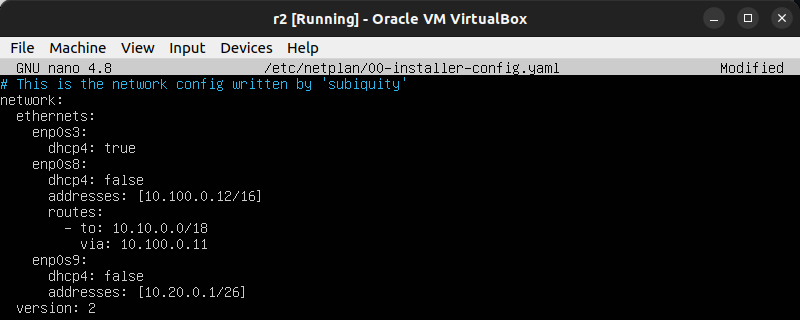 r2 [Running] - Oracle VM VirtualBox
File Machine View Input Devices Help
GNU nano 4.8 /etc/netplan/00-installer-config.yaml Modified
# This is the network config written by 'subiquity'
network:
  ethernets:
    enp0s3:
      dhcp4: true
    enp0s8:
      dhcp4: false
      addresses: [10.100.0.12/16]
      routes:
        - to: 10.10.0.0/18
          via: 10.100.0.11
    enp0s9:
      dhcp4: false
      addresses: [10.20.0.1/26]
  version: 2